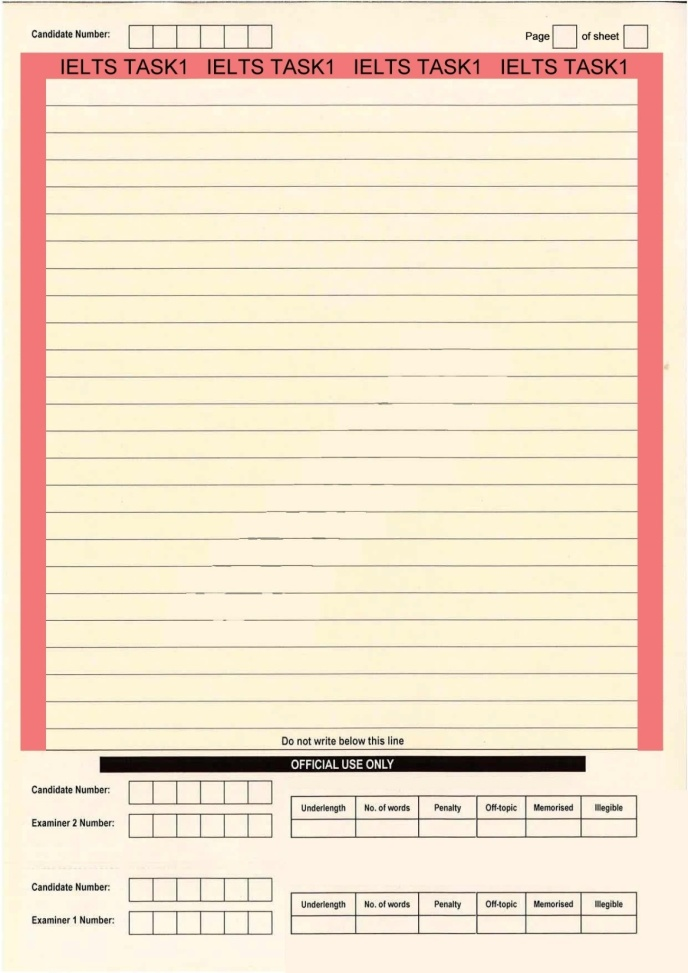 Candidate Number: Page of sheet
IELTS TASK1 IELTS TASK1 IELTS TASK1 IELTS TASK1
Do not write below this line
OFFICIAL USE ONLY
Candidate Number:
Underlength No. of words Penalty Off-topic Memorised Illegible
Examiner 2 Number:
Candidate Number:
Underlength No. of words Penalty Off-topic Memorised Illegible
Examiner 1 Number: